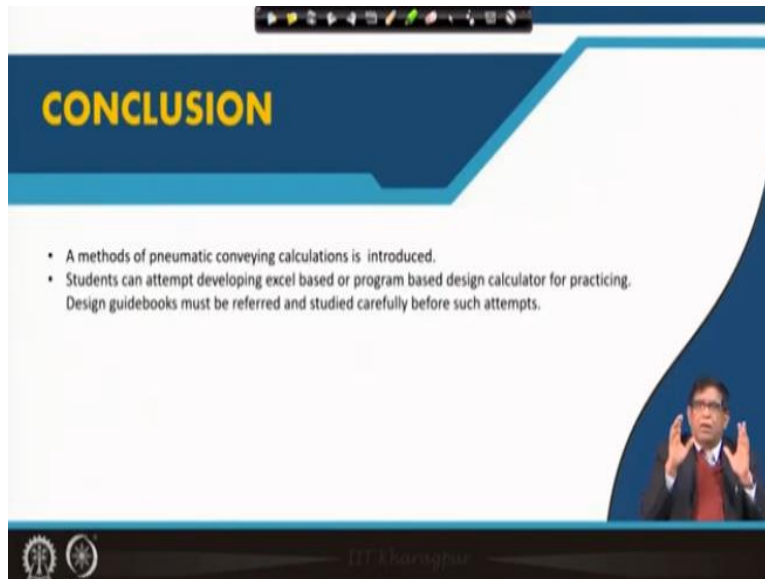 CONCLUSION
• A methods of pneumatic conveying calculations is introduced.
• Students can attempt developing excel based or program based design calculator for practicing.
Design guidebooks must be referred and studied carefully before such attempts.
IIT Kharagpur